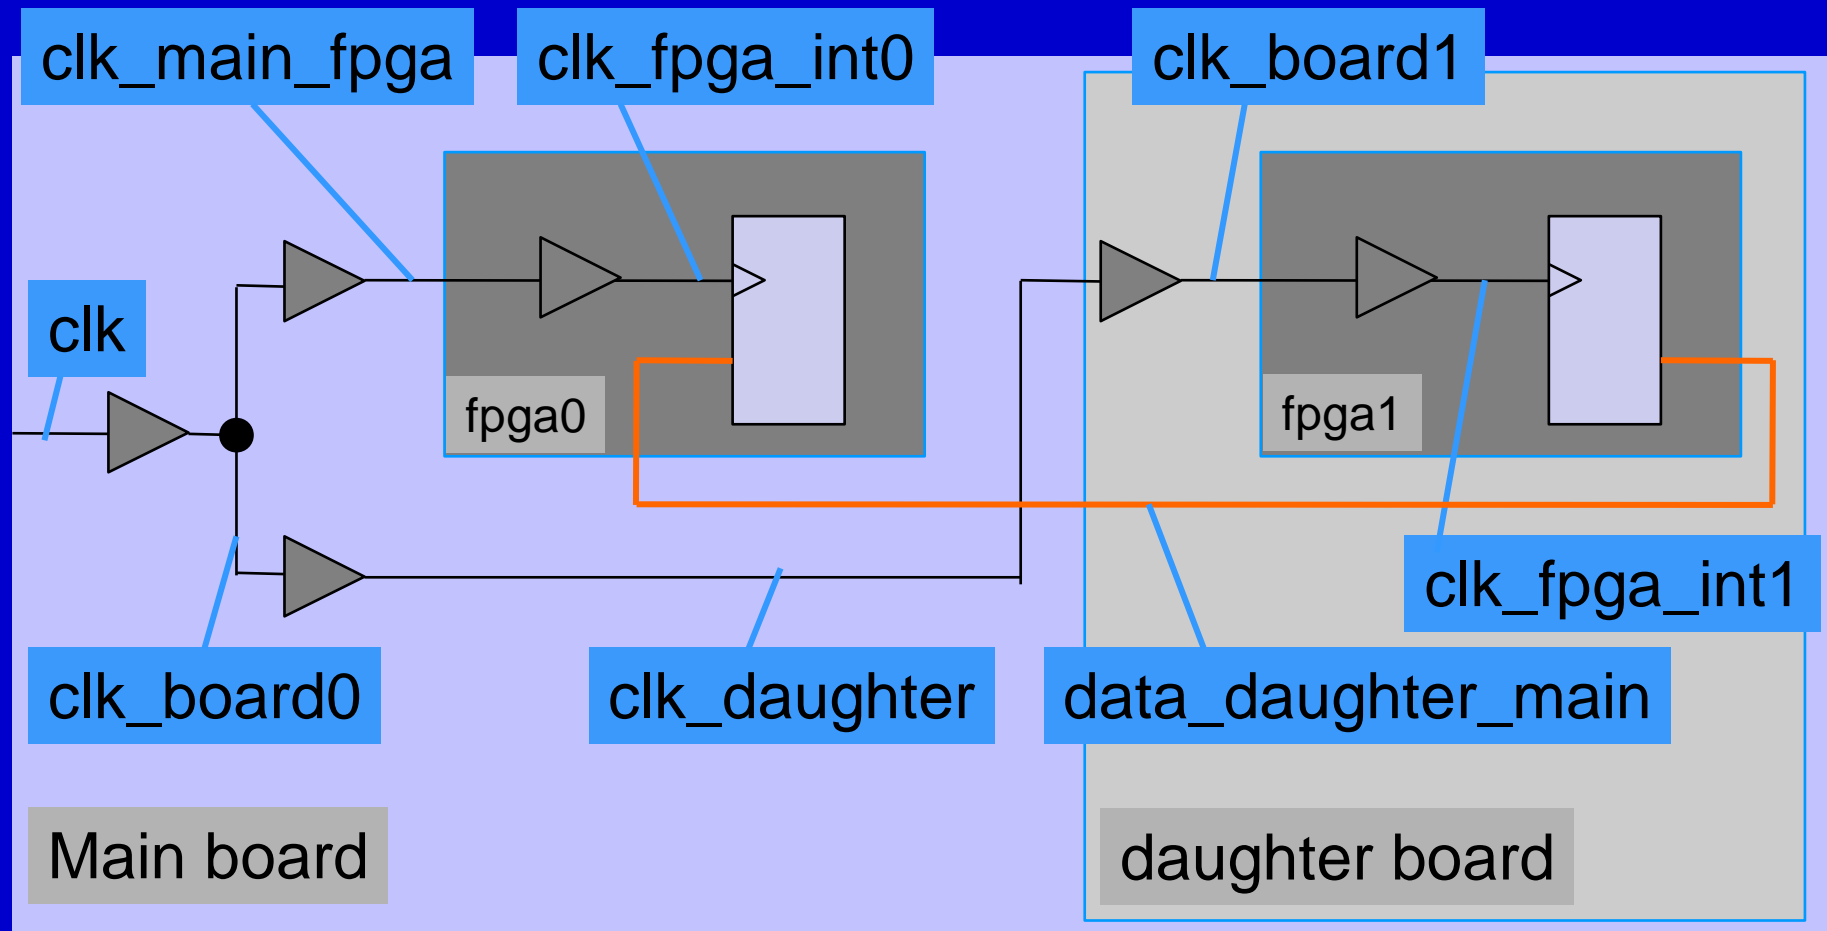 clk_main_fpga
clk_fpga_int0
clk_board1
clk
fpga0
fpga1
clk_fpga_int1
clk_board0
clk_daughter
data_daughter_main
Main board
daughter board